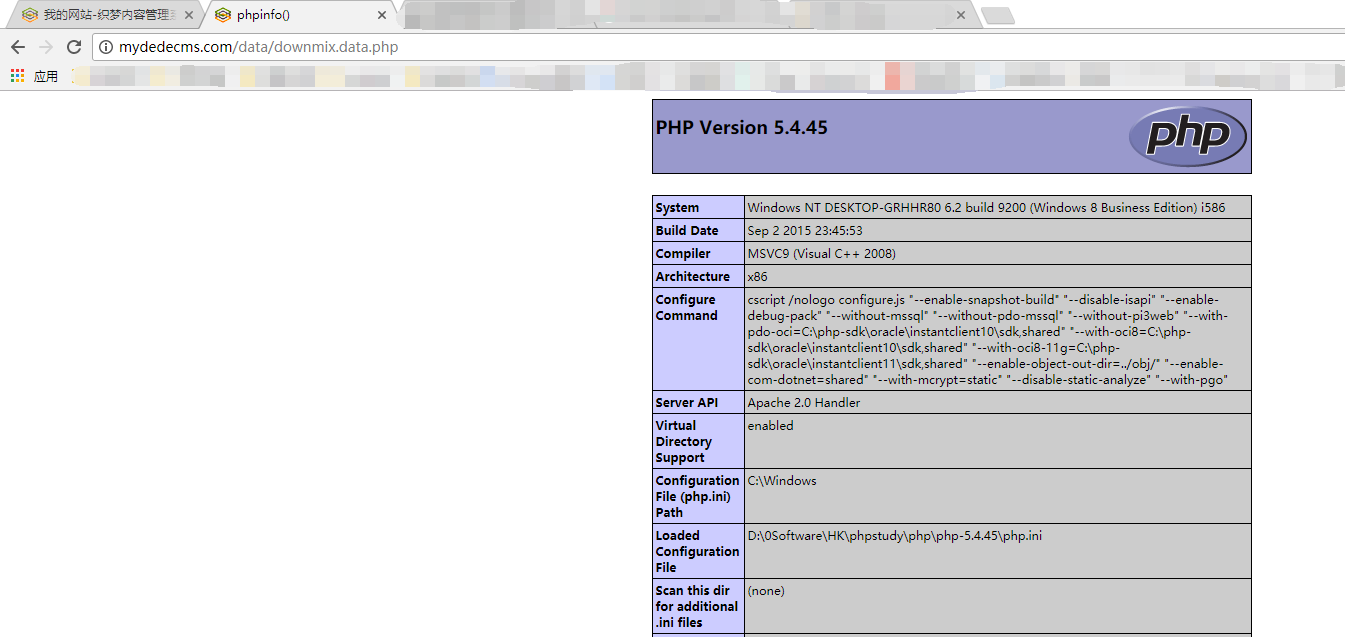 我的网站-织梦内容管理系
phpinfo()
mydedecms.com/data/downmix.data.php
应用
PHP Version 5.4.45
php
System
Windows NT DESKTOP-GRHHR80 6.2 build 9200 (Windows 8 Business Edition) i586
Build Date
Sep 2 2015 23:45:53
Compiler
MSVC9 (Visual C++ 2008)
Architecture
x86
Configure
Command
cscript /nologo configure.js "--enable-snapshot-build" "--disable-isapi" "--enable-
debug-pack" "--without-mssql" "--without-pdo-mssql" "--without-pi3web" "--with-
pdo-oci=C:\php-sdk\oracle\instantclient10\sdk,shared" "--with-oci8=C:\php-
sdk\oracle\instantclient10\sdk,shared" "--with-oci8-11g=C:\php-
sdk\oracle\instantclient11\sdk,shared" "--enable-object-out-dir=../obj/" "--enable-
com-dotnet=shared" "--with-mcrypt=static" "--disable-static-analyze" "--with-pgo"
Server API
Apache 2.0 Handler
Virtual
Directory
Support
enabled
Configuration
File (php.ini)
Path
C:\Windows
Loaded
Configuration
File
D:\0Software\HK\phpstudy\php\php-5.4.45\php.ini
Scan this dir
for additional
.ini files
(none)